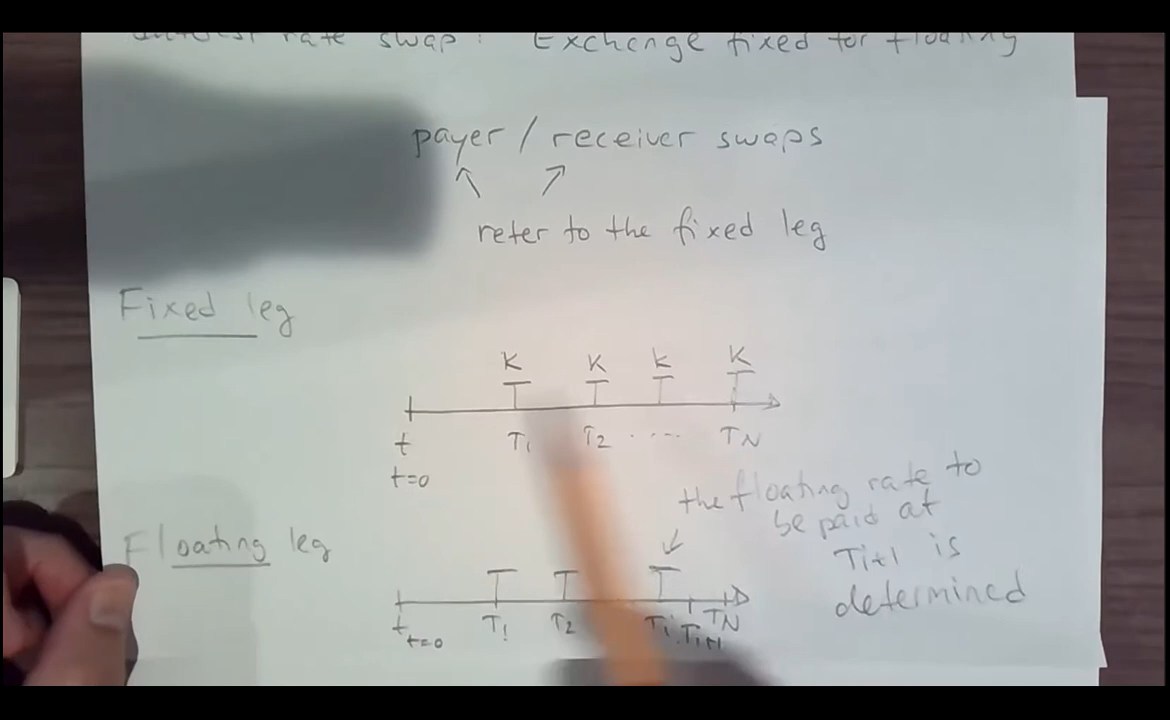 interest rate swap : Exchange fixed for floating
payer / receiver swaps
refer to the fixed leg
Fixed leg
K K K K
t T1 T2 .... TN
t=0
the floating rate to
be paid at
Ti+1 is
determined
Floating leg
t T1 T2 Ti Ti+1 TN
t=0